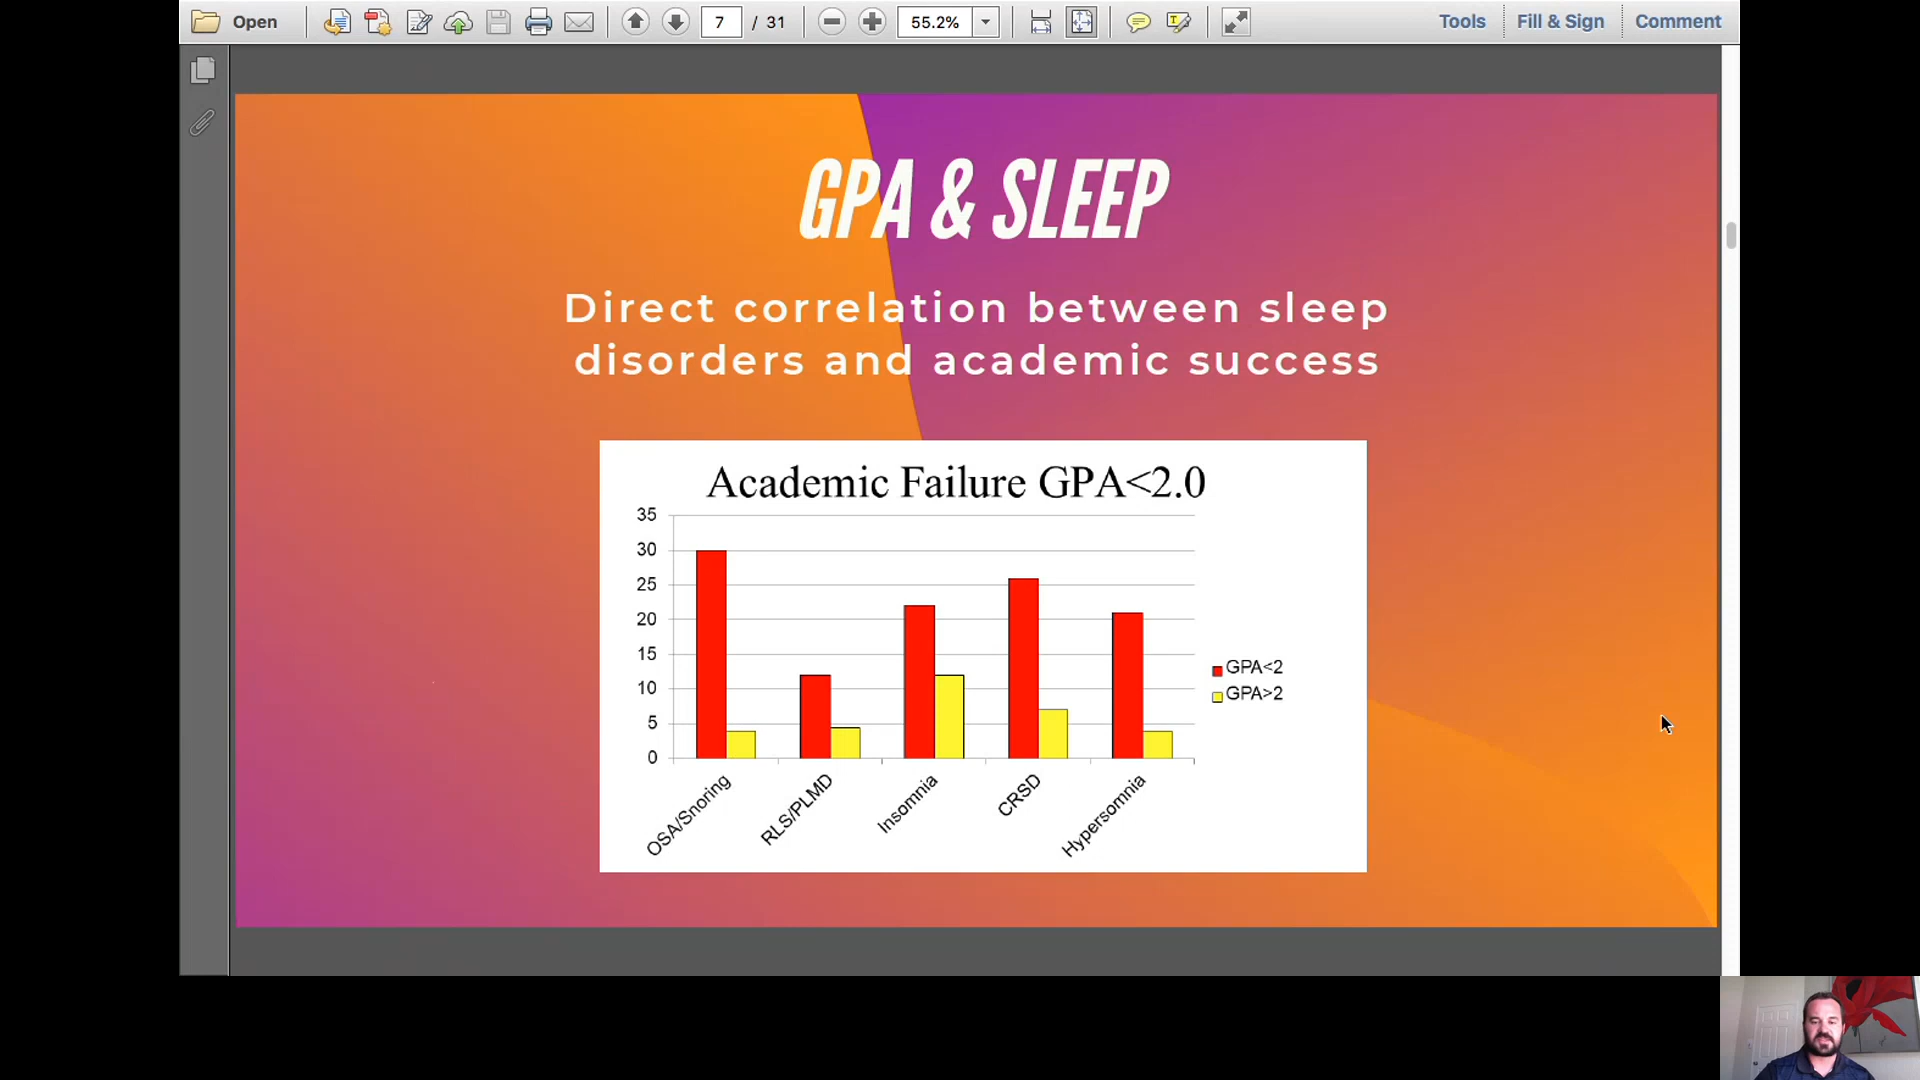 Open
7 / 31
55.2%
Tools
Fill & Sign
Comment
GPA & SLEEP
Direct correlation between sleep
disorders and academic success
Academic Failure GPA<2.0
35
30
25
20
15
10
5
0
OSA/Snoring
RLS/PLMD
Insomnia
CRSD
Hypersomnia
GPA<2
GPA>2